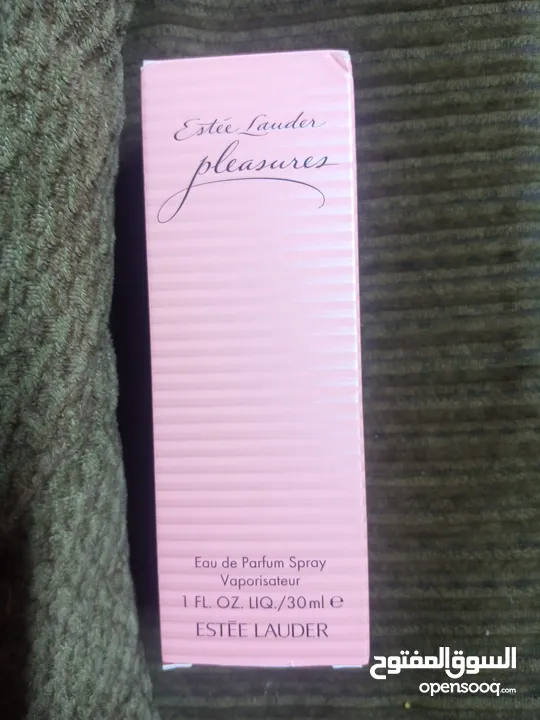 Estée Lauder
pleasures
Eau de Parfum Spray
Vaporisateur
1 FL. OZ. LIQ./30ml ℮
ESTĒE LAUDER
السوق المفتوح
opensooq.com